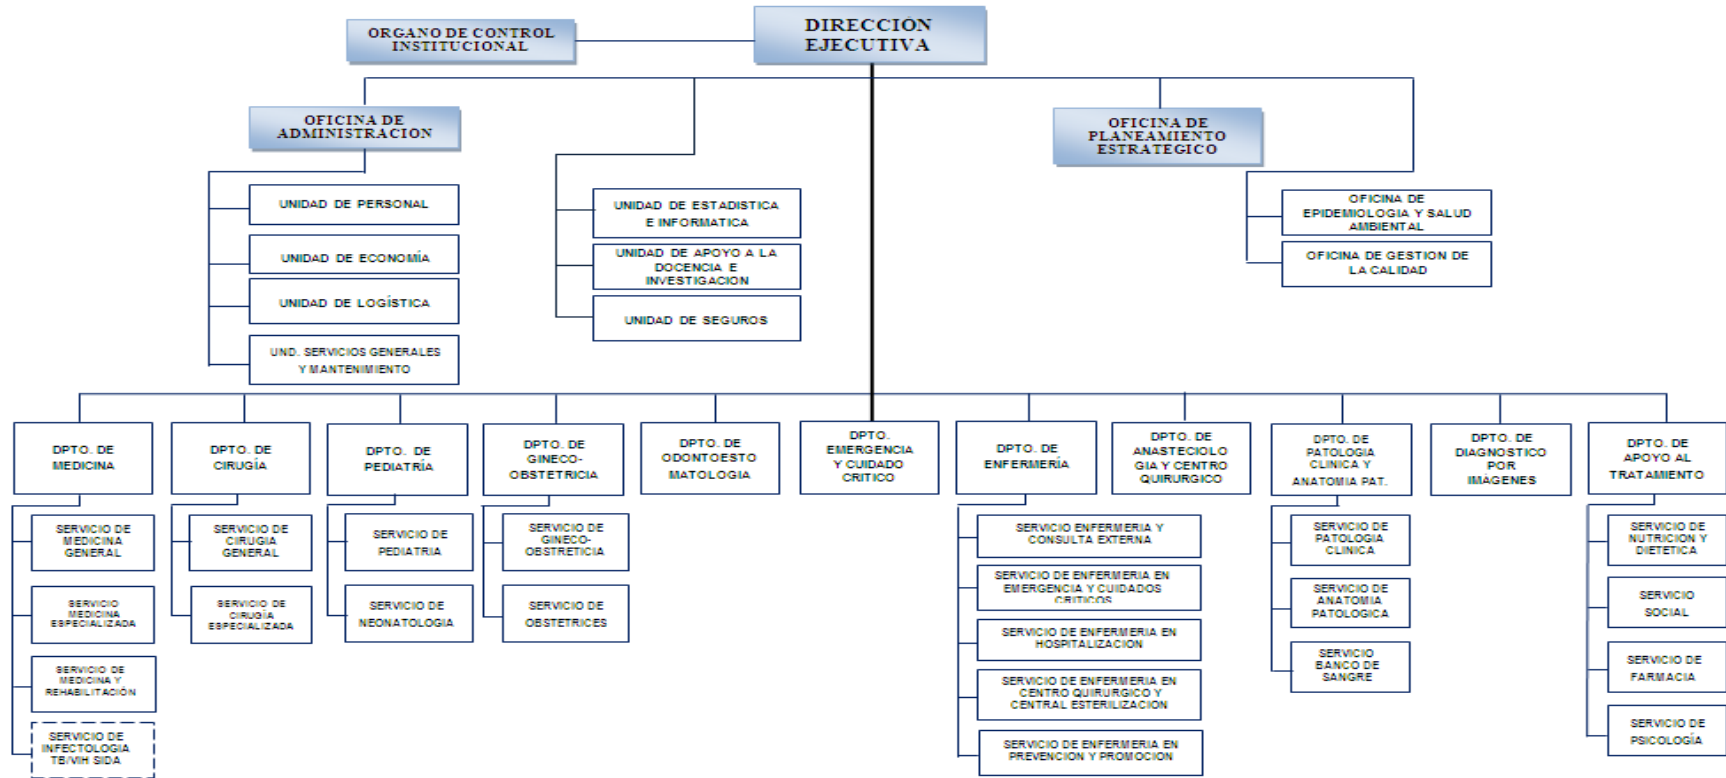 ORGANO DE CONTROL
INSTITUCIONAL
DIRECCIÓN
EJECUTIVA
OFICINA DE
ADMINISTRACION
OFICINA DE
PLANEAMIENTO
ESTRATEGICO
UNIDAD DE PERSONAL
UNIDAD DE ECONOMÍA
UNIDAD DE LOGÍSTICA
UND. SERVICIOS GENERALES
Y MANTENIMIENTO
UNIDAD DE ESTADISTICA
E INFORMATICA
UNIDAD DE APOYO A LA
DOCENCIA E
INVESTIGACION
UNIDAD DE SEGUROS
OFICINA DE
EPIDEMIOLOGIA Y SALUD
AMBIENTAL
OFICINA DE GESTION DE
LA CALIDAD
DPTO. DE
MEDICINA
DPTO. DE
CIRUGÍA
DPTO. DE
PEDIATRÍA
DPTO. DE
GINECO-
OBSTETRICIA
DPTO. DE
ODONTOESTO
MATOLOGIA
DPTO.
EMERGENCIA
Y CUIDADO
CRITICO
DPTO. DE
ENFERMERÍA
DPTO. DE
ANASTECIOLO
GIA Y CENTRO
QUIRURGICO
DPTO. DE
PATOLOGIA
CLINICA Y
ANATOMIA PAT.
DPTO. DE
DIAGNOSTICO
POR
IMÁGENES
DPTO. DE
APOYO AL
TRATAMIENTO
SERVICIO DE
MEDICINA
GENERAL
SERVICIO
MEDICINA
ESPECIALIZADA
SERVICIO DE
MEDICINA Y
REHABILITACIÓN
SERVICIO DE
INFECTOLOGIA
TB/VIH SIDA
SERVICIO DE
CIRUGIA
GENERAL
SERVICIO DE
CIRUGÍA
ESPECIALIZADA
SERVICIO DE
PEDIATRIA
SERVICIO DE
NEONATOLOGIA
SERVICIO DE
GINECO-
OBSTRETICIA
SERVICIO DE
OBSTETRICES
SERVICIO ENFERMERIA Y
CONSULTA EXTERNA
SERVICIO DE ENFERMERIA EN
EMERGENCIA Y CUIDADOS
CRITICOS
SERVICIO DE ENFERMERIA EN
HOSPITALIZACION
SERVICIO DE ENFERMERIA EN
CENTRO QUIRURGICO Y
CENTRAL ESTERILIZACION
SERVICIO DE ENFERMERIA EN
PREVENCION Y PROMOCION
SERVICIO DE
PATOLOGIA
CLINICA
SERVICIO DE
ANATOMIA
PATOLOGICA
SERVICIO
BANCO DE
SANGRE
SERVICIO DE
NUTRICION Y
DIETETICA
SERVICIO
SOCIAL
SERVICIO DE
FARMACIA
SERVICIO DE
PSICOLOGÍA